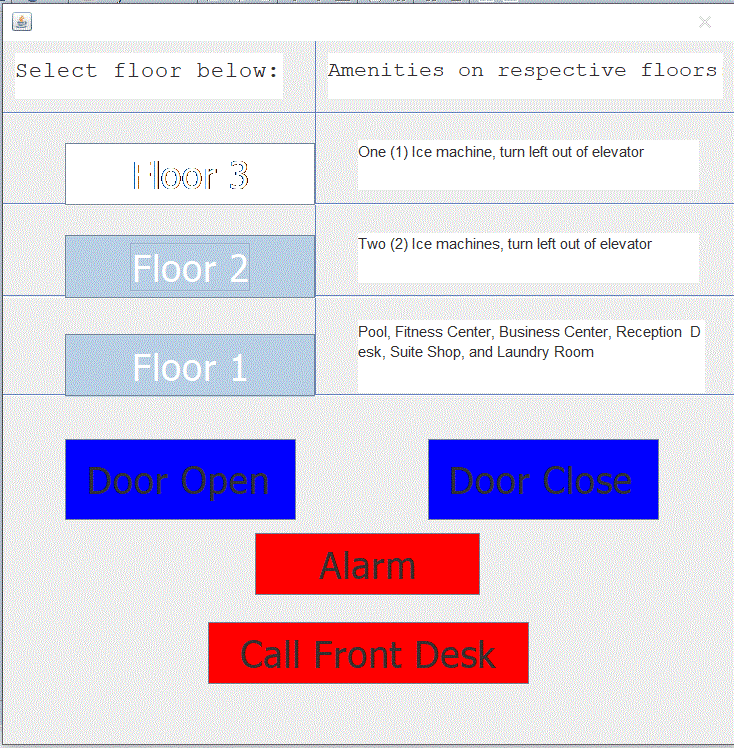 Select floor below:
Amenities on respective floors
Floor 3
One (1) Ice machine, turn left out of elevator
Floor 2
Two (2) Ice machines, turn left out of elevator
Floor 1
Pool, Fitness Center, Business Center, Reception D
esk, Suite Shop, and Laundry Room
Door Open
Door Close
Alarm
Call Front Desk